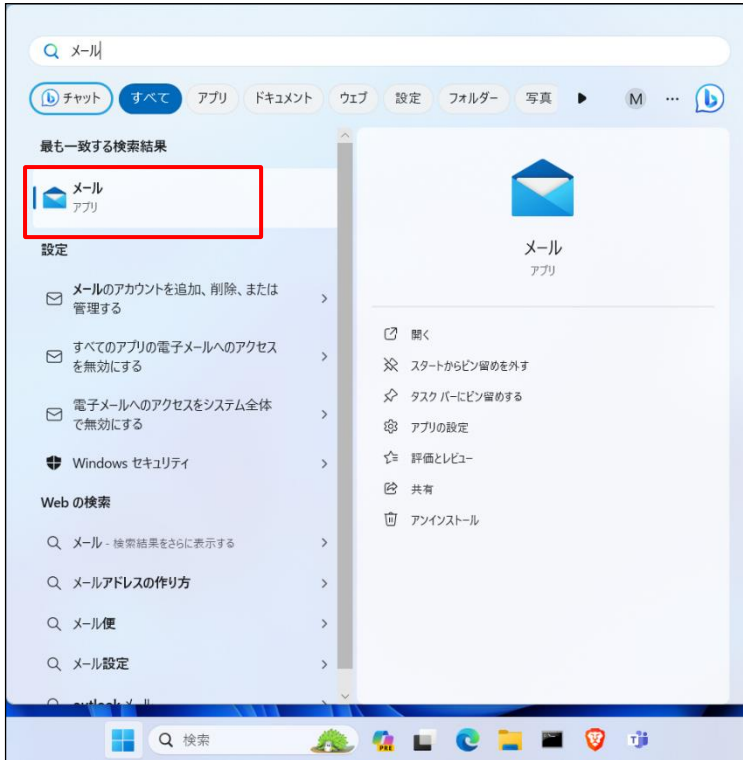 メール
チャット すべて アプリ ドキュメント ウェブ 設定 フォルダー 写真 M ...
最も一致する検索結果
メール
アプリ
設定
メールのアカウントを追加、削除、または
管理する
すべてのアプリの電子メールへのアクセス
を無効にする
電子メールへのアクセスをシステム全体
で無効にする
Windows セキュリティ
Web の検索
メール - 検索結果をさらに表示する
メールアドレスの作り方
メール便
メール設定
outlook メール
メール
アプリ
開く
スタートからピン留めを外す
タスク バーにピン留めする
アプリの設定
評価とレビュー
共有
アンインストール
検索
PRE